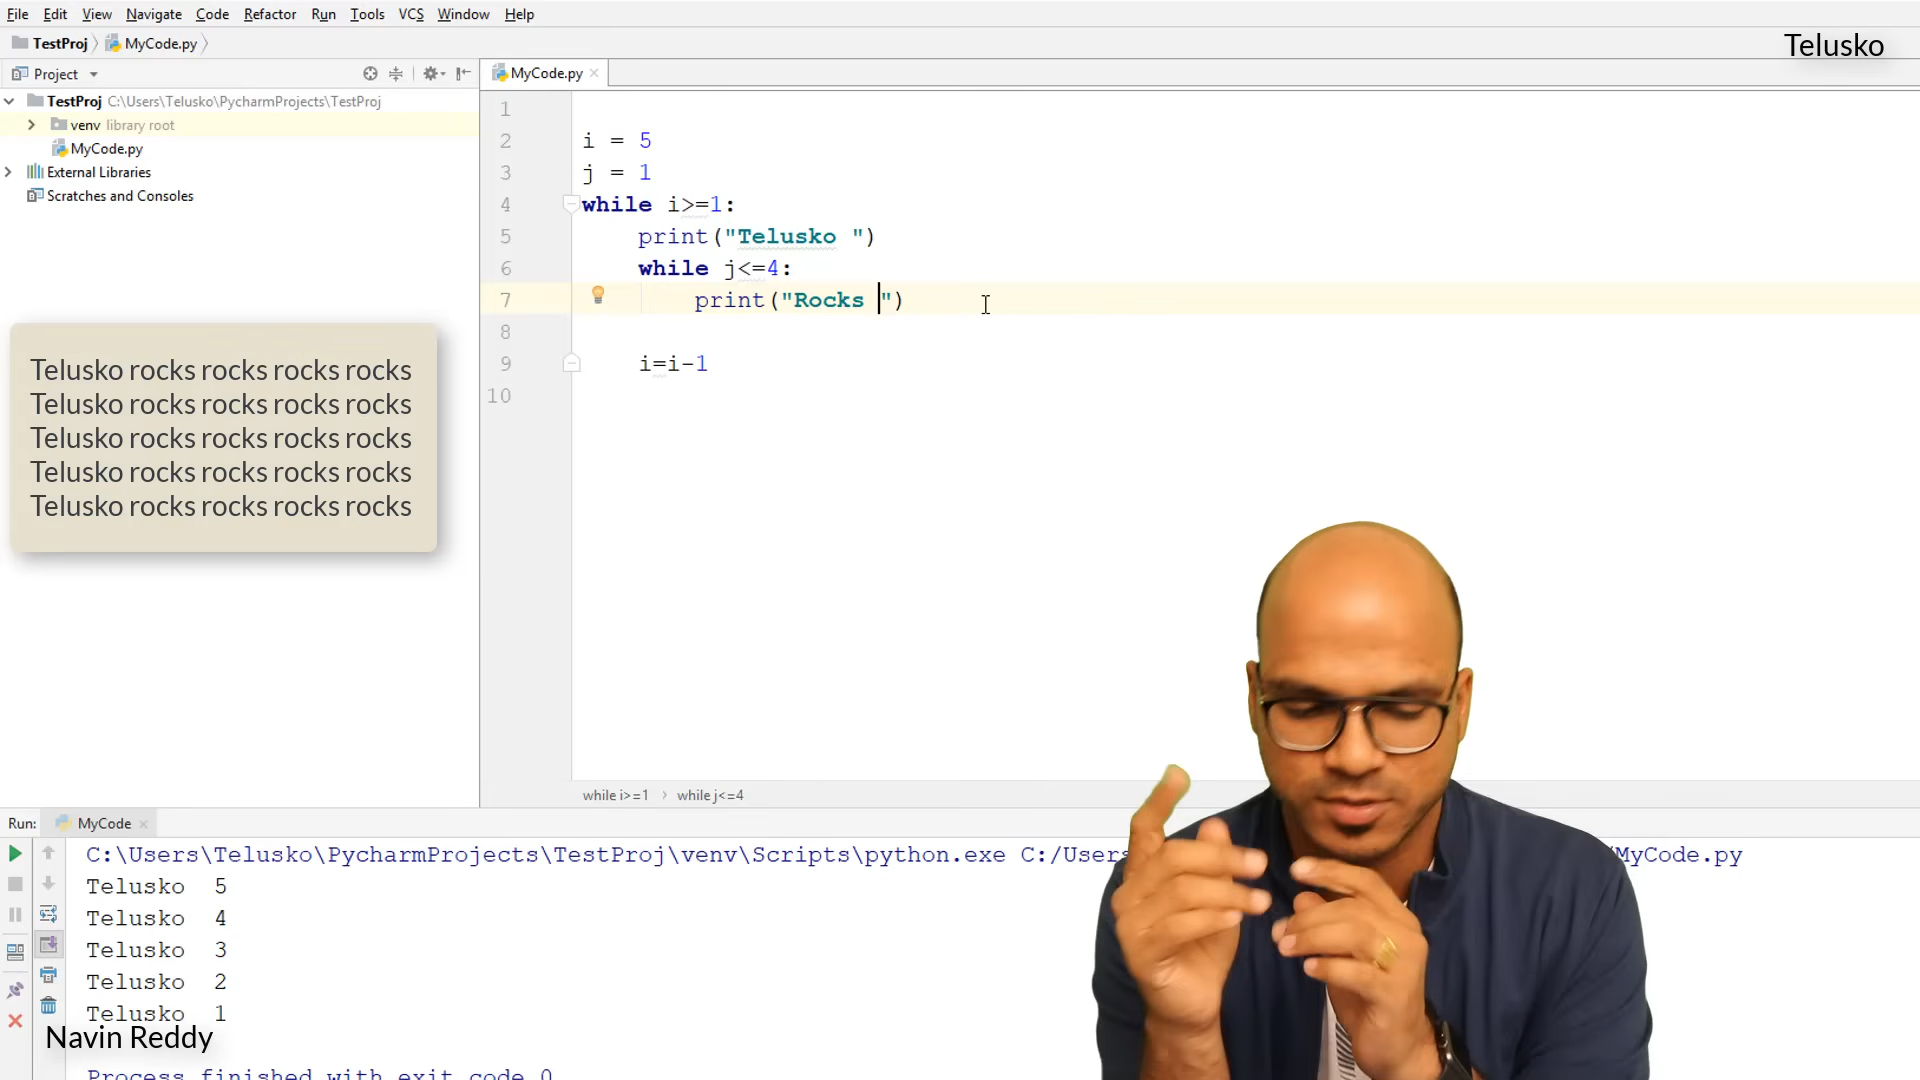 File Edit View Navigate Code Refactor Run Tools VCS Window Help
TestProj MyCode.py
Telusko
Project
MyCode.py
TestProj C:\Users\Telusko\PycharmProjects\TestProj
venv library root
MyCode.py
External Libraries
Scratches and Consoles
1
2 i = 5
3 j = 1
4 while i>=1:
5 print("Telusko ")
6 while j<=4:
7 print("Rocks ")
8
9 i=i-1
10
Telusko rocks rocks rocks rocks
Telusko rocks rocks rocks rocks
Telusko rocks rocks rocks rocks
Telusko rocks rocks rocks rocks
Telusko rocks rocks rocks rocks
while i>=1 while j<=4
Run: MyCode
C:\Users\Telusko\PycharmProjects\TestProj\venv\Scripts\python.exe C:/Users /MyCode.py
Telusko 5
Telusko 4
Telusko 3
Telusko 2
Telusko 1
Navin Reddy
Process finished with exit code 0